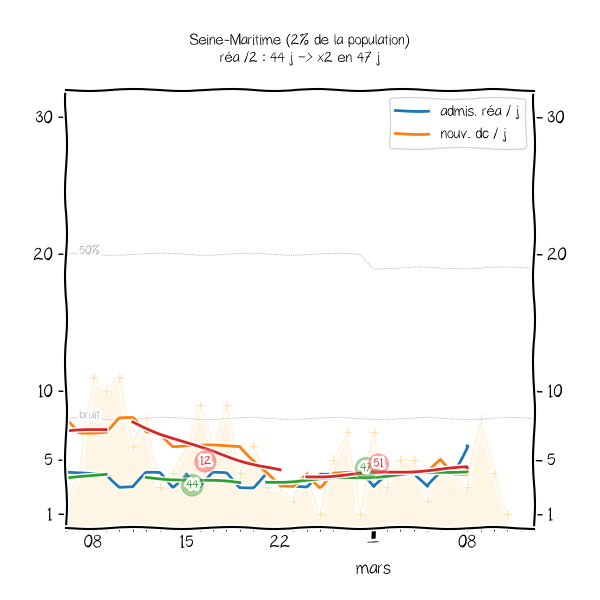 Seine-Maritime (2% de la population)
réa /2 : 44 j -> x2 en 47 j
admis. réa / j
nouv. dc / j
30 30
20 20
50%
10 10
bruit
12
5 5
47 51
44
1 1
08 15 22 1 08
mars